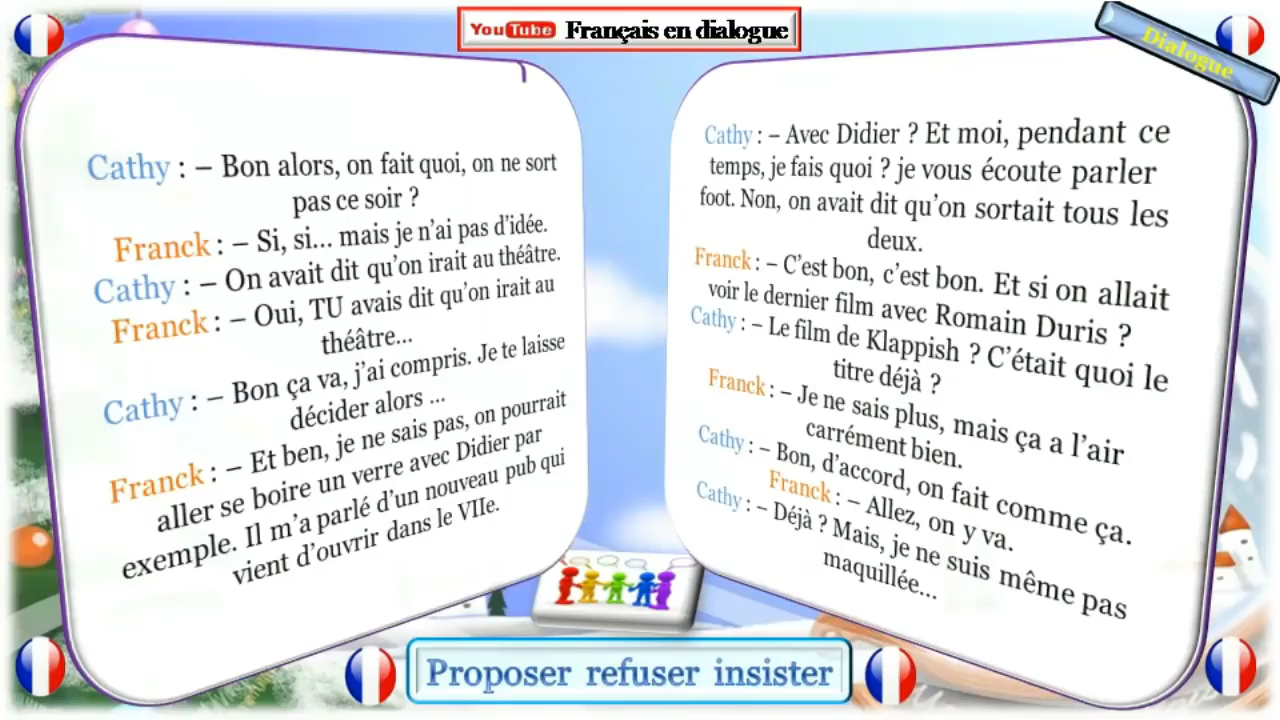 YouTube Français en dialogue
Dialogue
Cathy : – Bon alors, on fait quoi, on ne sort
pas ce soir ?
Franck : – Si, si... mais je n'ai pas d'idée.
Cathy : – On avait dit qu'on irait au théâtre.
Franck : – Oui, TU avais dit qu'on irait au
théâtre...
Cathy : – Bon ça va, j'ai compris. Je te laisse
décider alors ...
Franck : – Et ben, je ne sais pas, on pourrait
aller se boire un verre avec Didier par
exemple. Il m'a parlé d'un nouveau pub qui
vient d'ouvrir dans le VIIe.
Cathy : – Avec Didier ? Et moi, pendant ce
temps, je fais quoi ? je vous écoute parler
foot. Non, on avait dit qu'on sortait tous les
deux.
Franck : – C'est bon, c'est bon. Et si on allait
voir le dernier film avec Romain Duris ?
Cathy : – Le film de Klappish ? C'était quoi le
titre déjà ?
Franck : – Je ne sais plus, mais ça a l'air
carrément bien.
Cathy : – Bon, d'accord, on fait comme ça.
Franck : – Allez, on y va.
Cathy : – Déjà ? Mais, je ne suis même pas
maquillée...
Proposer refuser insister